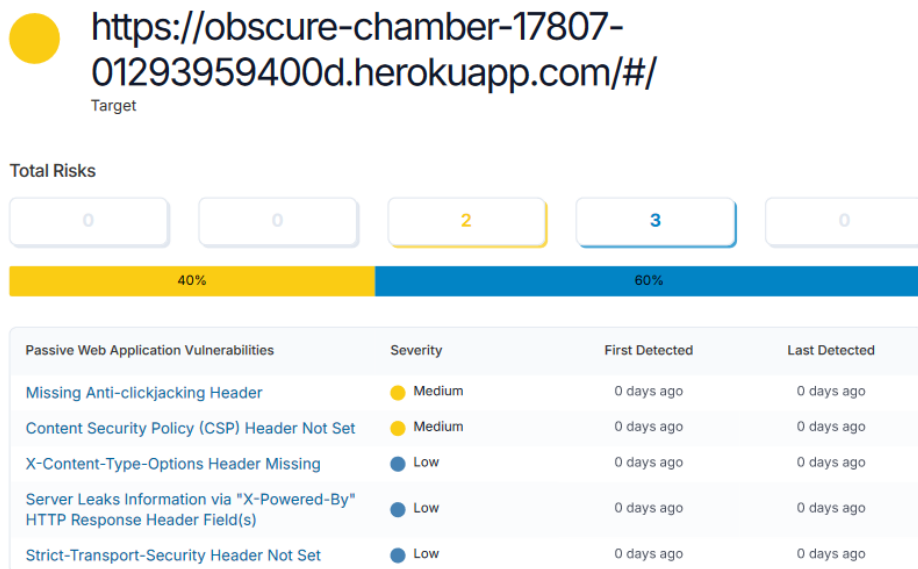 https://obscure-chamber-17807-
01293959400d.herokuapp.com/#/
Target
Total Risks
0 0 2 3 0
40% 60%
Passive Web Application Vulnerabilities Severity First Detected Last Detected
Missing Anti-clickjacking Header Medium 0 days ago 0 days ago
Content Security Policy (CSP) Header Not Set Medium 0 days ago 0 days ago
X-Content-Type-Options Header Missing Low 0 days ago 0 days ago
Server Leaks Information via "X-Powered-By"
HTTP Response Header Field(s) Low 0 days ago 0 days ago
Strict-Transport-Security Header Not Set Low 0 days ago 0 days ago